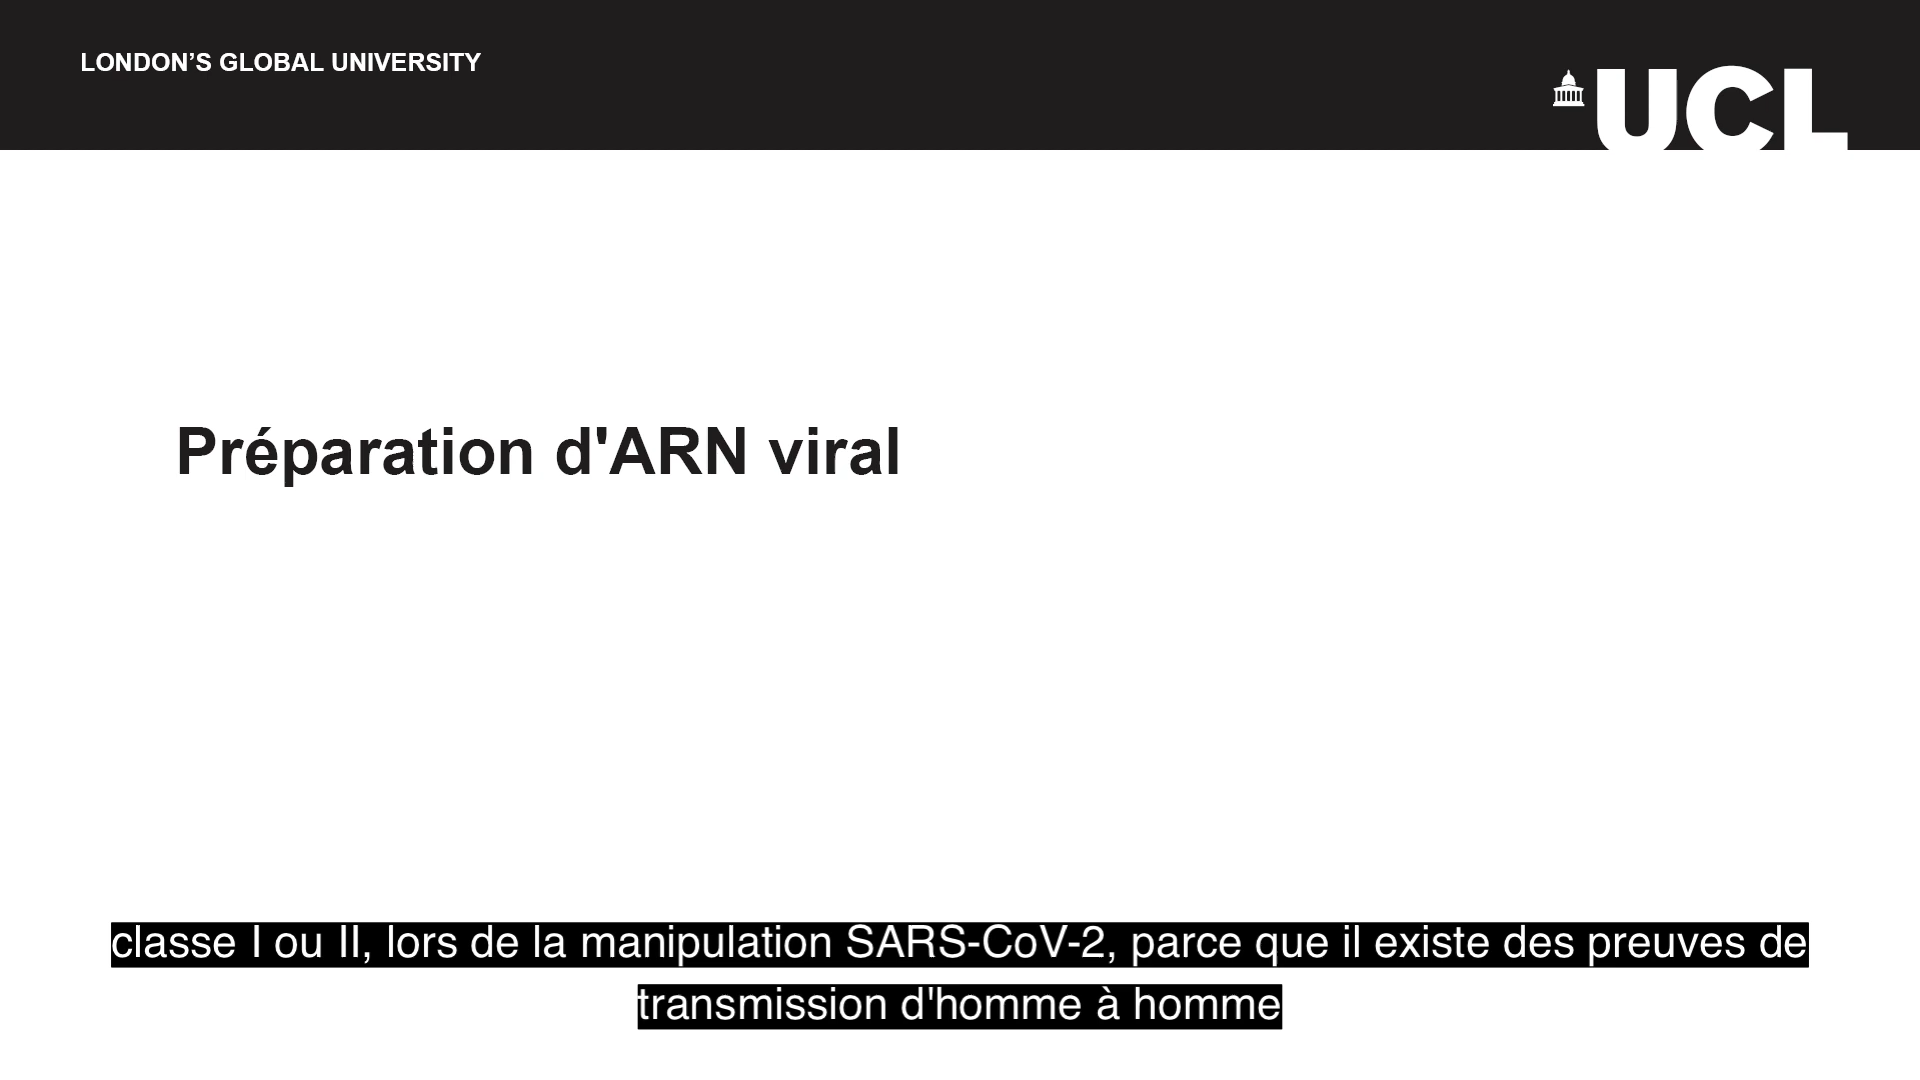 LONDON’S GLOBAL UNIVERSITY
UCL
Préparation d'ARN viral
classe I ou II, lors de la manipulation SARS-CoV-2, parce que il existe des preuves de
transmission d'homme à homme